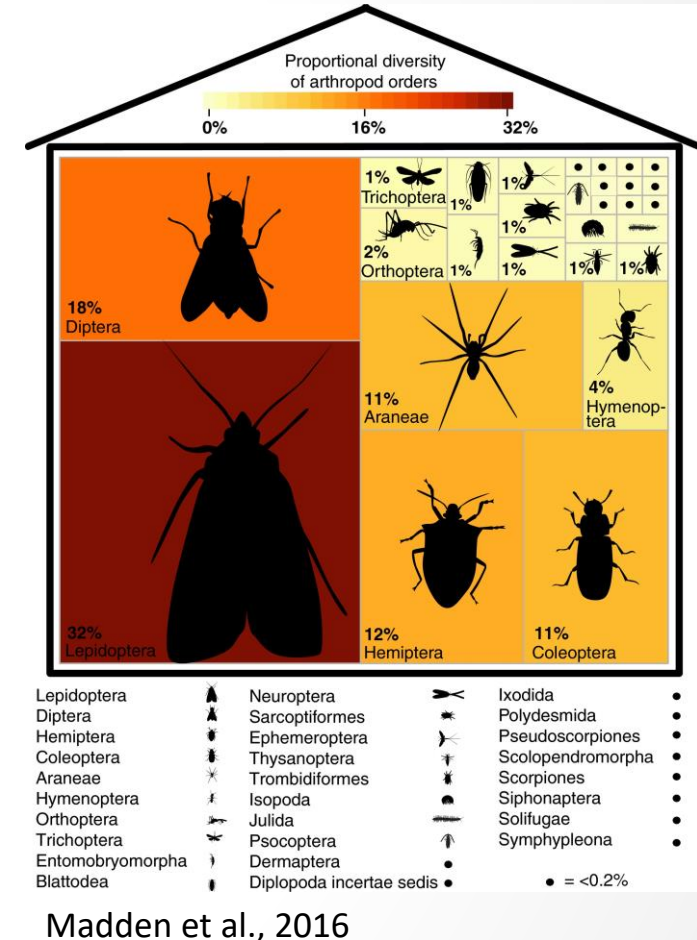 Proportional diversity
of arthropod orders
0% 16% 32%
18%
Diptera
1%
Trichoptera
2%
Orthoptera
1%
1%
1%
1%
1%
1%
1%
11%
Araneae
4%
Hymenop-
tera
32%
Lepidoptera
12%
Hemiptera
11%
Coleoptera
Lepidoptera
Diptera
Hemiptera
Coleoptera
Araneae
Hymenoptera
Orthoptera
Trichoptera
Entomobryomorpha
Blattodea
Neuroptera
Sarcoptiformes
Ephemeroptera
Thysanoptera
Trombidiformes
Isopoda
Julida
Psocoptera
Dermaptera
Diplopoda incertae sedis
Ixodida
Polydesmida
Pseudoscorpiones
Scolopendromorpha
Scorpiones
Siphonaptera
Solifugae
Symphypleona
● = <0.2%
Madden et al., 2016